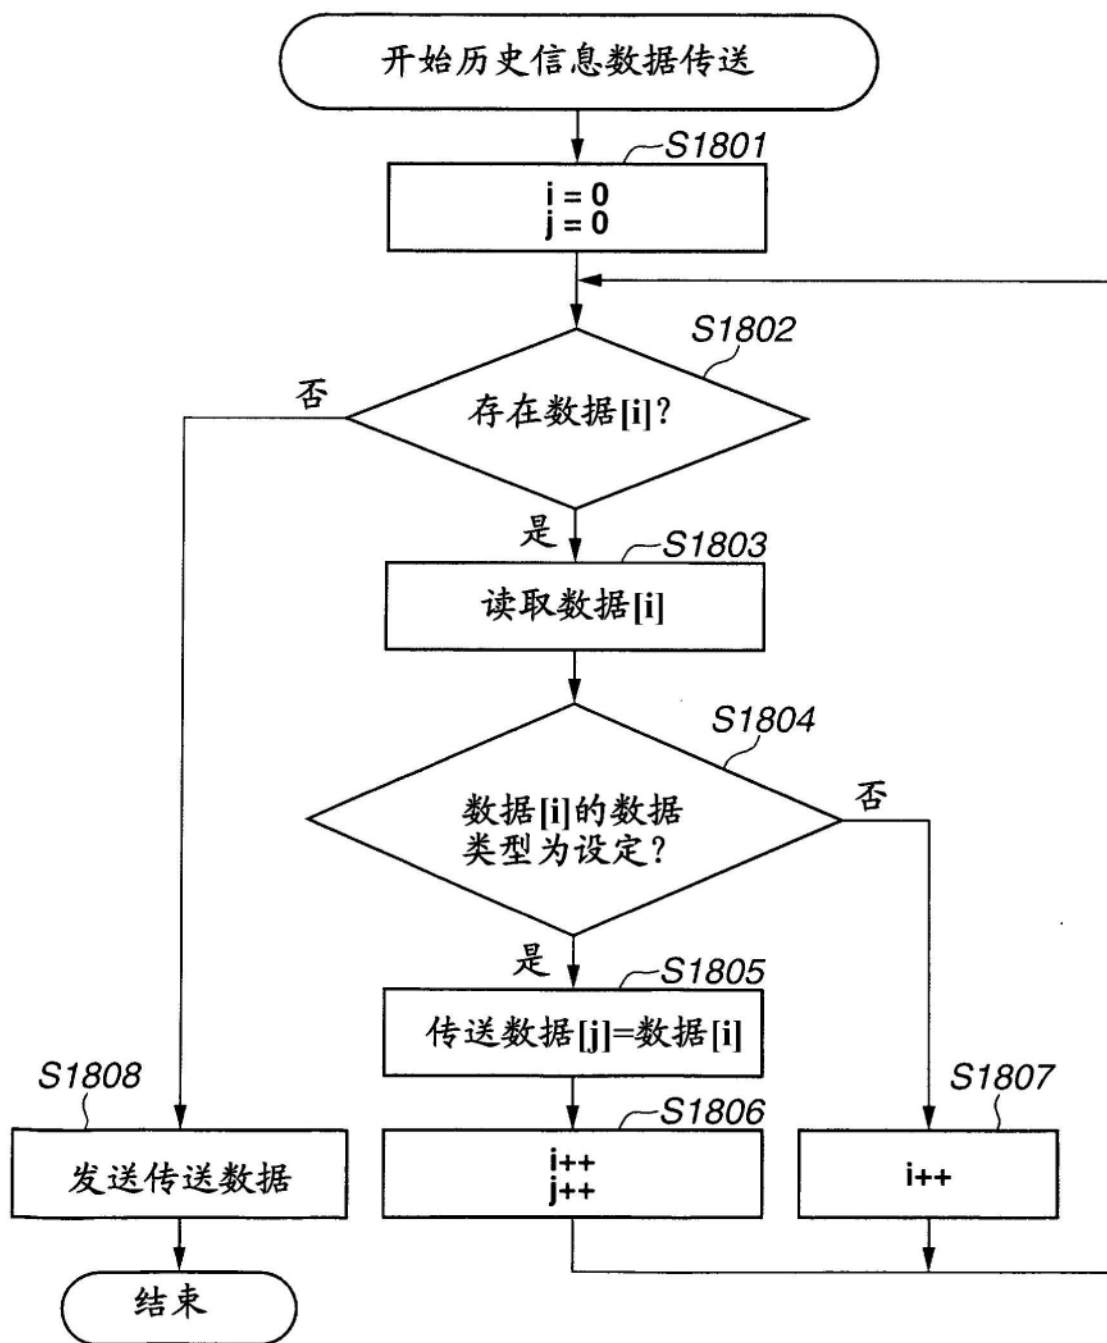 开始历史信息数据传送
S1801
i = 0
j = 0
S1802
否
存在数据[i]?
是
S1803
读取数据[i]
S1804
否
数据[i]的数据
类型为设定?
是
S1805
传送数据[j]=数据[i]
S1808
S1806
S1807
发送传送数据
i++
j++
i++
结束